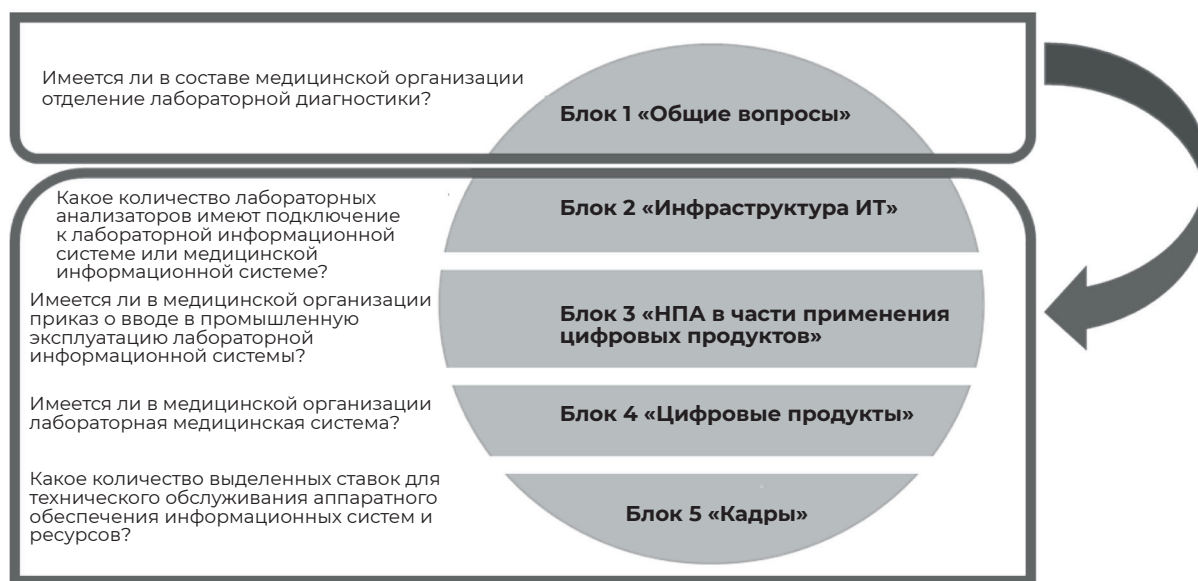 Имеется ли в составе медицинской организации
отделение лабораторной диагностики?
Блок 1 «Общие вопросы»
Какое количество лабораторных
анализаторов имеют подключение
к лабораторной информационной
системе или медицинской
информационной системе?
Блок 2 «Инфраструктура ИТ»
Имеется ли в медицинской организации
приказ о вводе в промышленную
эксплуатацию лабораторной
информационной системы?
Блок 3 «НПА в части применения
цифровых продуктов»
Имеется ли в медицинской организации
лабораторная медицинская система?
Блок 4 «Цифровые продукты»
Какое количество выделенных ставок для
технического обслуживания аппаратного
обеспечения информационных систем и
ресурсов?
Блок 5 «Кадры»